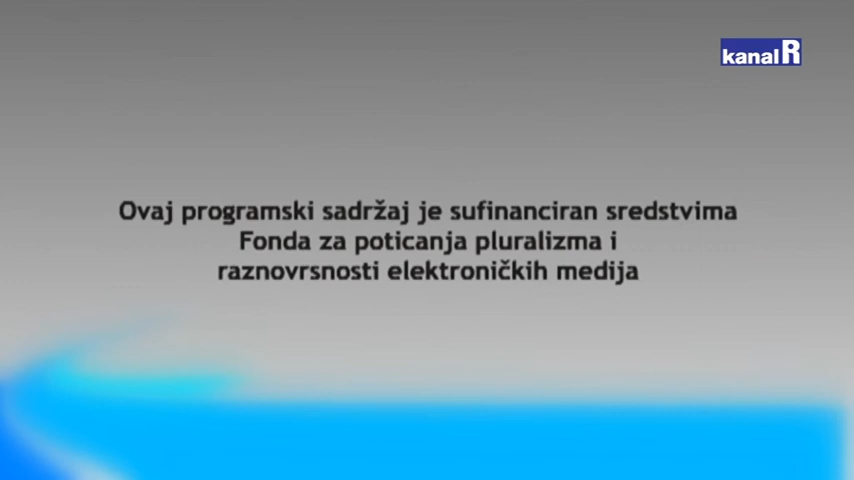 kanal R
Ovaj programski sadržaj je sufinanciran sredstvima
Fonda za poticanja pluralizma i
raznovrsnosti elektroničkih medija